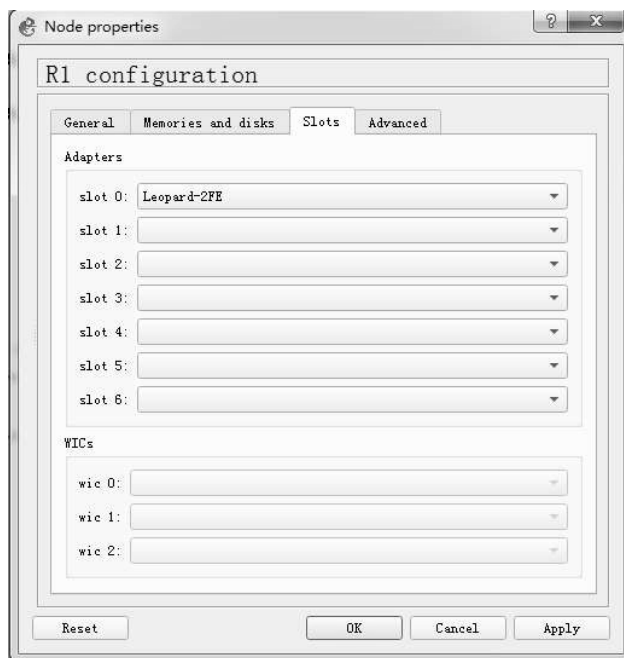 Node properties
R1 configuration
General Memories and disks Slots Advanced
Adapters
slot 0: Leopard-2FE
slot 1:
slot 2:
slot 3:
slot 4:
slot 5:
slot 6:
WICs
wic 0:
wic 1:
wic 2:
Reset OK Cancel Apply